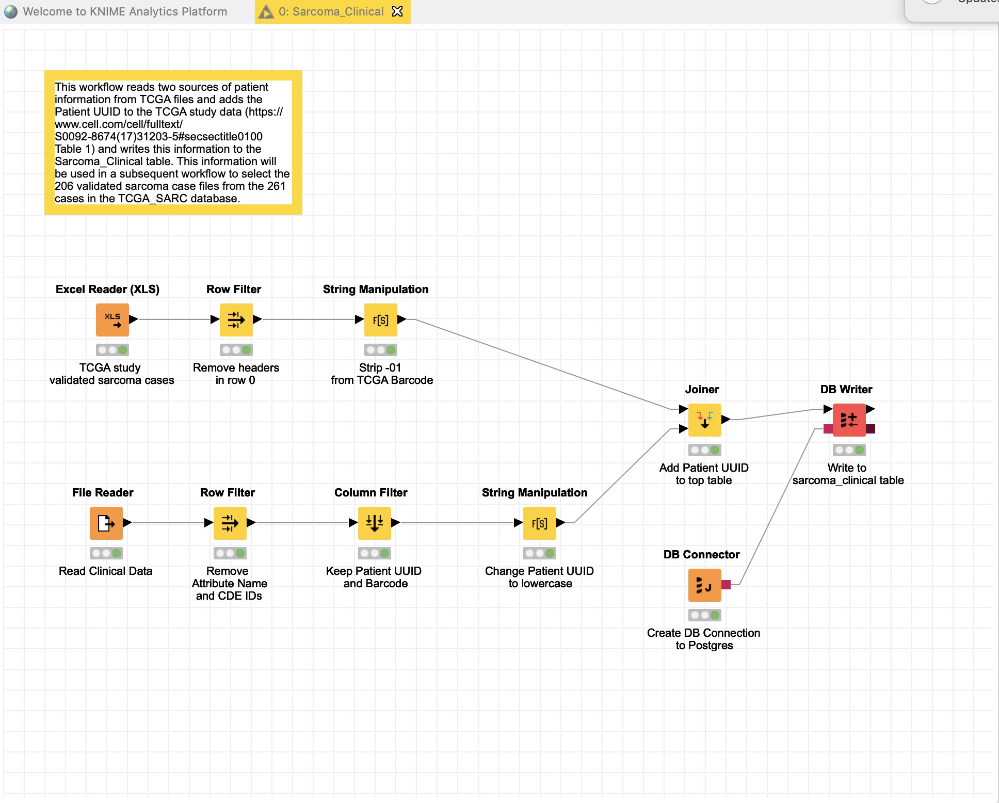 Welcome to KNIME Analytics Platform
0: Sarcoma_Clinical
This workflow reads two sources of patient
information from TCGA files and adds the
Patient UUID to the TCGA study data (https://
www.cell.com/cell/fulltext/
S0092-8674(17)31203-5#secsectitle0100
Table 1) and writes this information to the
Sarcoma_Clinical table. This information will
be used in a subsequent workflow to select the
206 validated sarcoma case files from the 261
cases in the TCGA_SARC database.
Excel Reader (XLS)
XLS
TCGA study
validated sarcoma cases
Row Filter
Remove headers
in row 0
String Manipulation
F[S]
Strip -01
from TCGA Barcode
Joiner
Add Patient UUID
to top table
DB Writer
Write to
sarcoma_clinical table
File Reader
Read Clinical Data
Row Filter
Remove
Attribute Name
and CDE IDs
Column Filter
Keep Patient UUID
and Barcode
String Manipulation
F[S]
Change Patient UUID
to lowercase
DB Connector
J
Create DB Connection
to Postgres